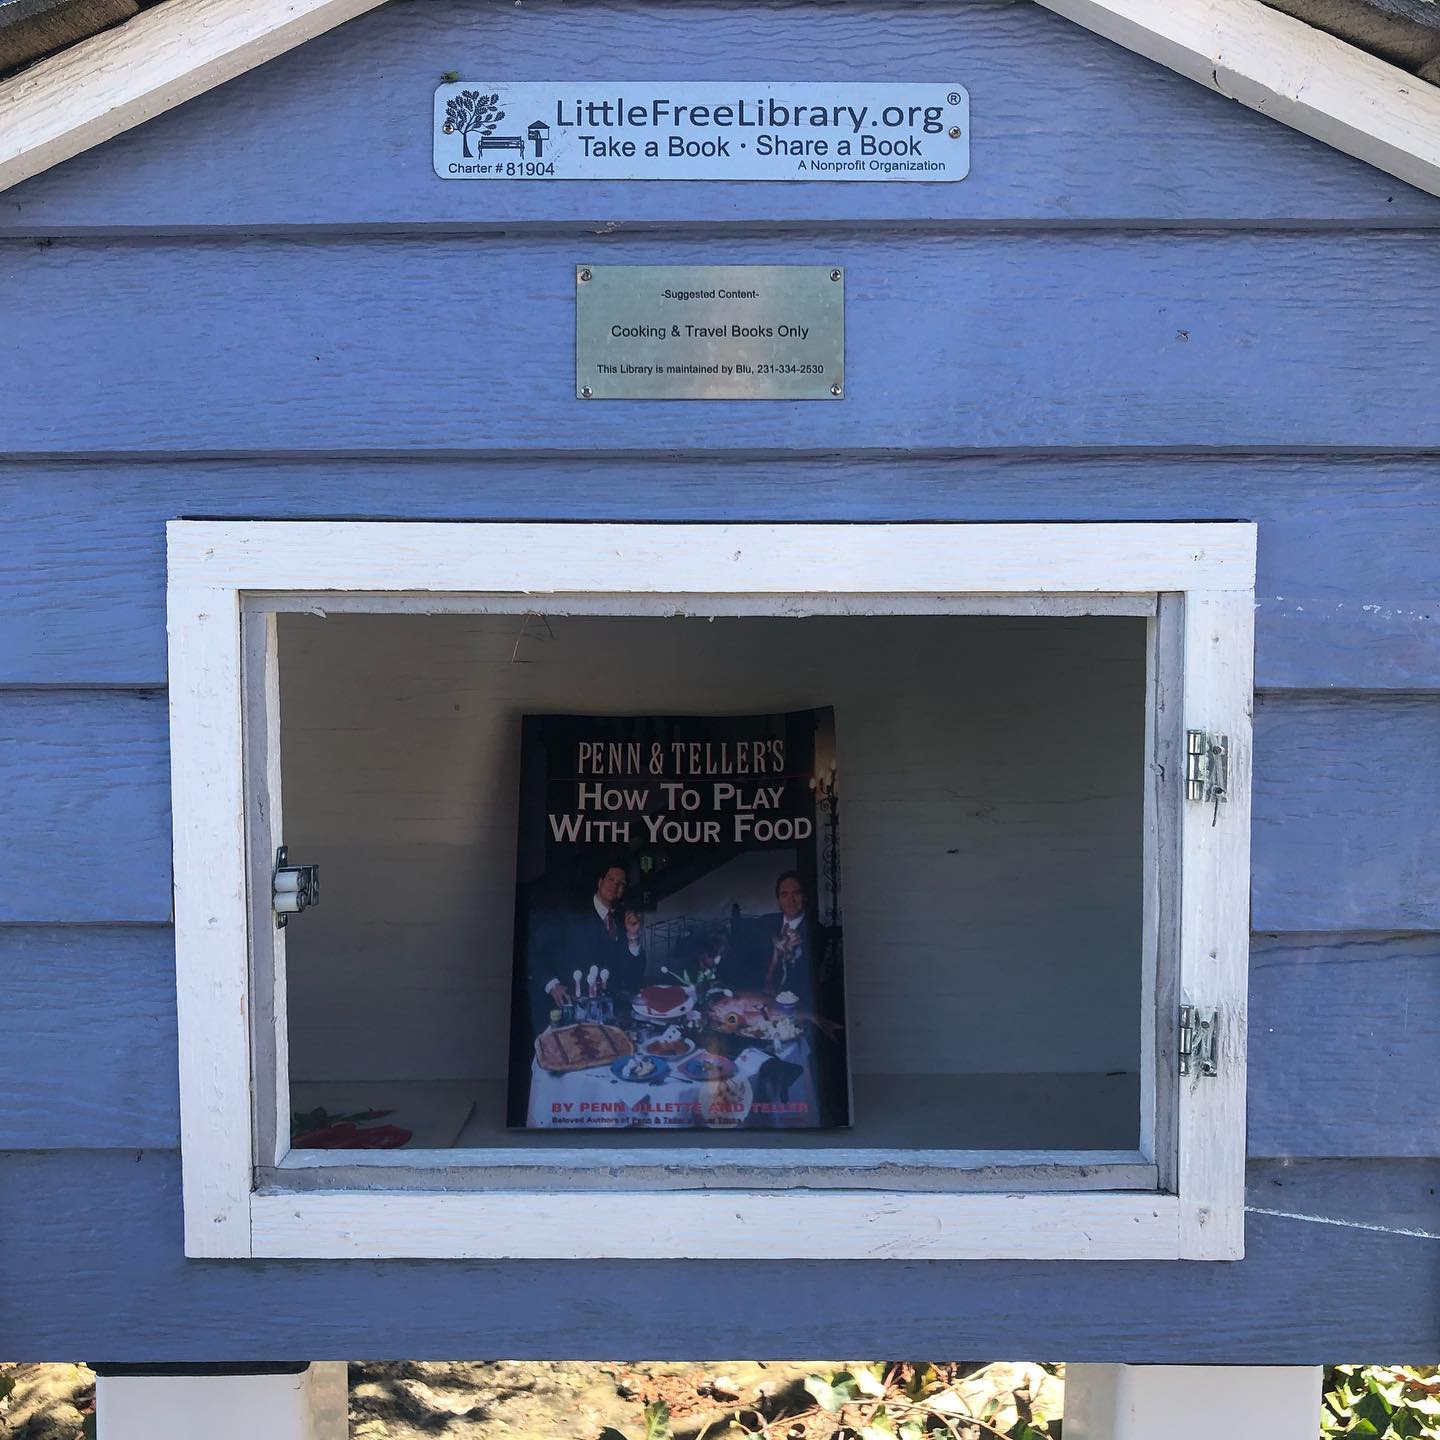 LittleFreeLibrary.org®
Take a Book · Share a Book
A Nonprofit Organization
Charter # 81904
-Suggested Content-
Cooking & Travel Books Only
This Library is maintained by Blu, 231-334-2530
PENN & TELLER'S
HOW TO PLAY
WITH YOUR FOOD
BY PENN JILLETTE AND TELLER
Beloved Authors of Penn & Teller's